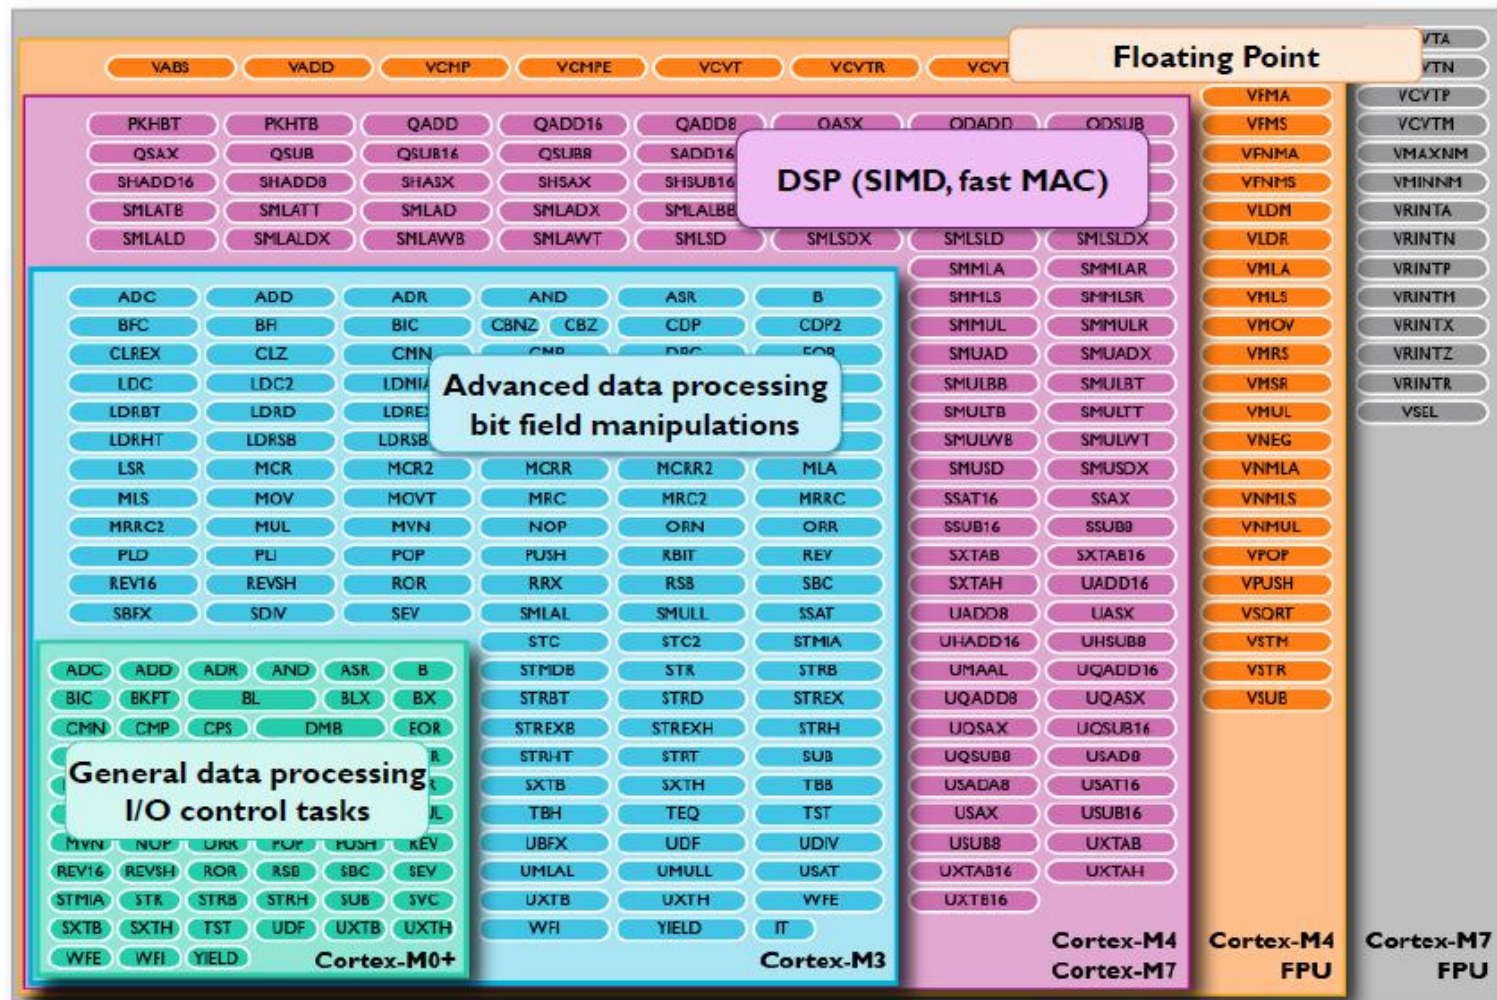 VTA
Floating Point
VABS VADD VCMP VCMPE VCVT VCVTR VCVT VTN
VFMA VCVTP
PKHBT PKHTB QADD QADD16 QADD8 QASX QDADD QDSUB VFMS VCVTM
QSAX QSUB QSUB16 QSUB8 SADD16 VFNMA VMAXNM
DSP (SIMD, fast MAC)
SHADD16 SHADD8 SHASX SHSAX SHSUB16 VFNMS VMINNM
SMLATB SMLATT SMLAD SMLADX SMLALBB VLDM VRINTA
SMLALD SMLALDX SMLAWB SMLAWT SMLSD SMLSDX SMLSLD SMLSLDX VLDR VRINTN
SMMLA SMMLAR VMLA VRINTP
ADC ADD ADR AND ASR B SMMLS SMMLSR VMLS VRINTM
BFC BFI BIC CBNZ CBZ CDP CDP2 SMMUL SMMULR VMOV VRINTX
CLREX CLZ CMN CMP DBG EOR SMUAD SMUADX VMRS VRINTZ
LDC LDC2 LDMIA SMULBB SMULBT VMSR VRINTR
Advanced data processing
bit field manipulations
LDRBT LDRD LDREX SMULTB SMULTT VMUL VSEL
LDRHT LDRSB LDRSB SMULWB SMULWT VNEG
LSR MCR MCR2 MCRR MCRR2 MLA SMUSD SMUSDX VNMLA
MLS MOV MOVT MRC MRC2 MRRC SSAT16 SSAX VNMLS
MRRC2 MUL MVN NOP ORN ORR SSUB16 SSUB8 VNMUL
PLD PLI POP PUSH RBIT REV SXTAB SXTAB16 VPOP
REV16 REVSH ROR RRX RSB SBC SXTAH UADD16 VPUSH
SBFX SDIV SEV SMLAL SMULL SSAT UADD8 UASX VSQRT
STC STC2 STMIA UHADD16 UHSUB8 VSTM
ADC ADD ADR AND ASR B STMDB STR STRB UMAAL UQADD16 VSTR
BIC BKPT BL BLX BX STRBT STRD STREX UQADD8 UQASX VSUB
CMN CMP CPS DMB EOR STREXB STREXH STRH UQSAX UQSUB16
STRHT STRT SUB UQSUB8 USAD8
General data processing
I/O control tasks
SXTB SXTH TBB USADA8 USAT16
TBH TEQ TST USAX USUB16
MVN NOP ORR POP PUSH REV UBFX UDF UDIV USUB8 UXTAB
REV16 REVSH ROR RSB SBC SEV UMLAL UMULL USAT UXTAB16 UXTAH
STMIA STR STRB STRH SUB SVC UXTB UXTH WFE UXTB16
SXTB SXTH TST UDF UXTB UXTH WFI YIELD IT
WFE WFI YIELD Cortex-M0+ Cortex-M3
Cortex-M4
Cortex-M7
Cortex-M4
FPU
Cortex-M7
FPU